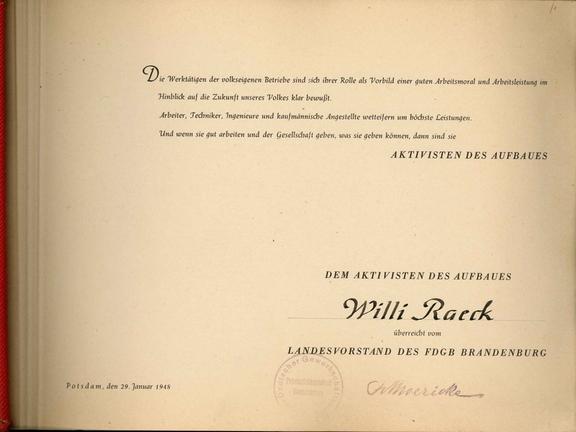 Die Werktätigen der volkseigenen Betriebe sind sich ihrer Rolle als Vorbild einer guten Arbeitsmoral und Arbeitsleistung im
Hinblick auf die Zukunft unseres Volkes klar bewußt.
Arbeiter, Techniker, Ingenieure und kaufmännische Angestellte wetteifern um höchste Leistungen.
Und wenn sie gut arbeiten und der Gesellschaft geben, was sie geben können, dann sind sie
AKTIVISTEN DES AUFBAUES
DEM AKTIVISTEN DES AUFBAUES
Willi Raeck
überreicht vom
LANDESVORSTAND DES FDGB BRANDENBURG
Potsdam, den 29. Januar 1948